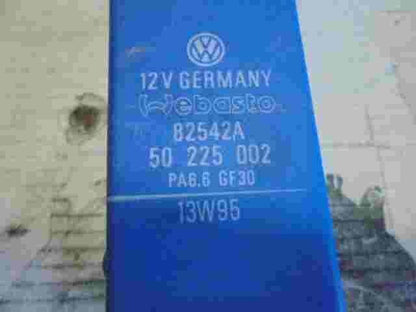 12V GERMANY
Webasto
82542A
50 225 002
PA6.6 GF30
13W95